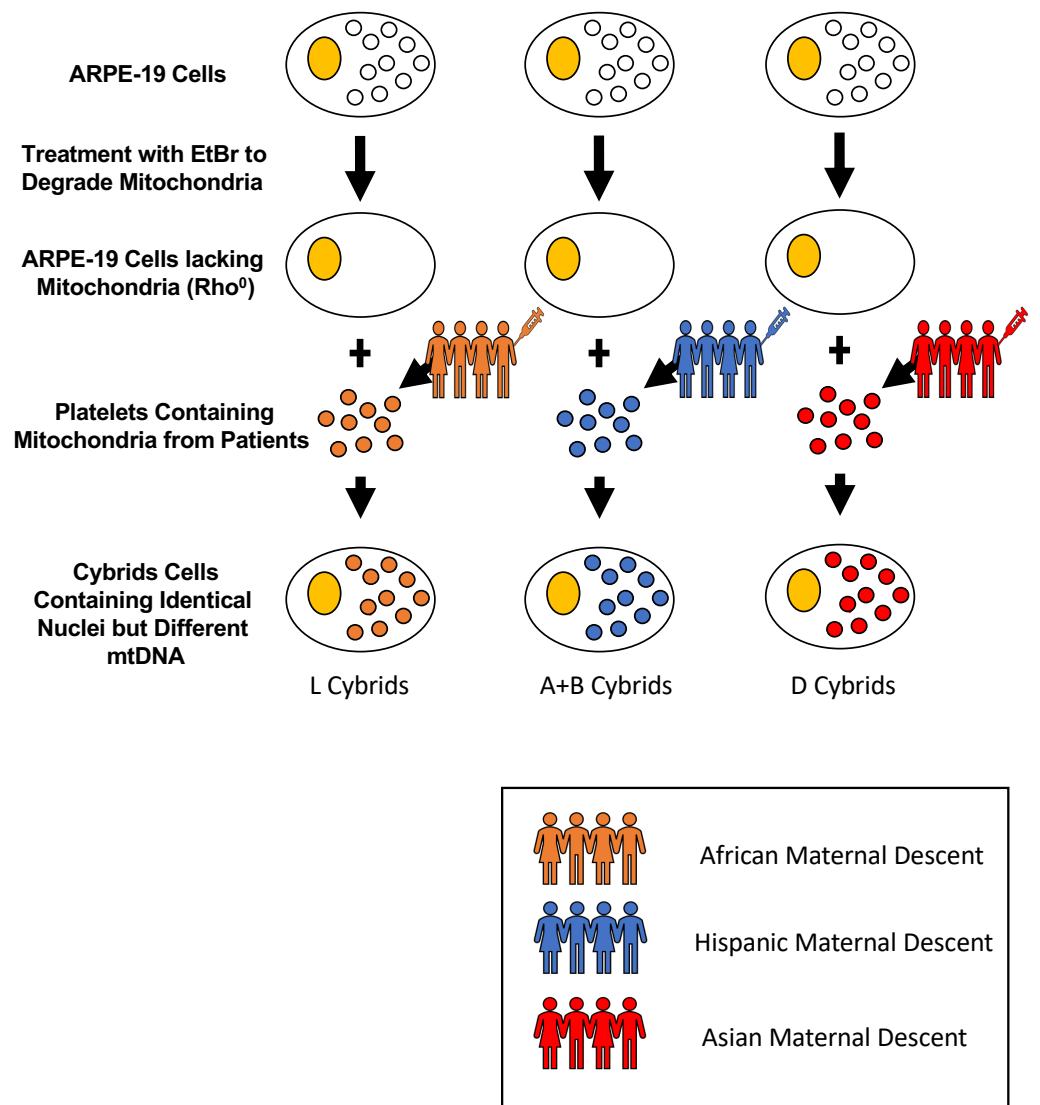 ARPE-19 Cells
Treatment with EtBr to
Degrade Mitochondria
ARPE-19 Cells lacking
Mitochondria (Rho⁰)
+ + +
Platelets Containing
Mitochondria from Patients
Cybrids Cells
Containing Identical
Nuclei but Different
mtDNA
L Cybrids A+B Cybrids D Cybrids
African Maternal Descent
Hispanic Maternal Descent
Asian Maternal Descent